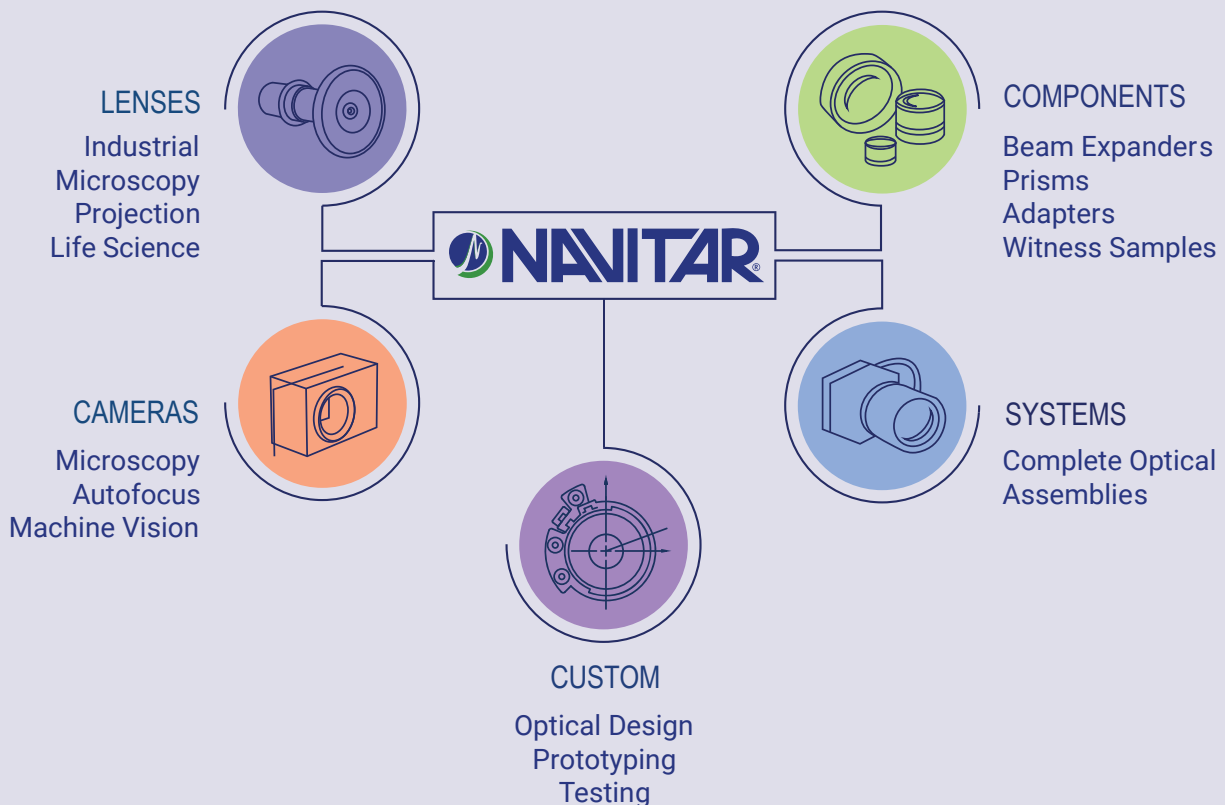 LENSES
Industrial
Microscopy
Projection
Life Science
COMPONENTS
Beam Expanders
Prisms
Adapters
Witness Samples
NAVITAR®
CAMERAS
Microscopy
Autofocus
Machine Vision
SYSTEMS
Complete Optical
Assemblies
CUSTOM
Optical Design
Prototyping
Testing